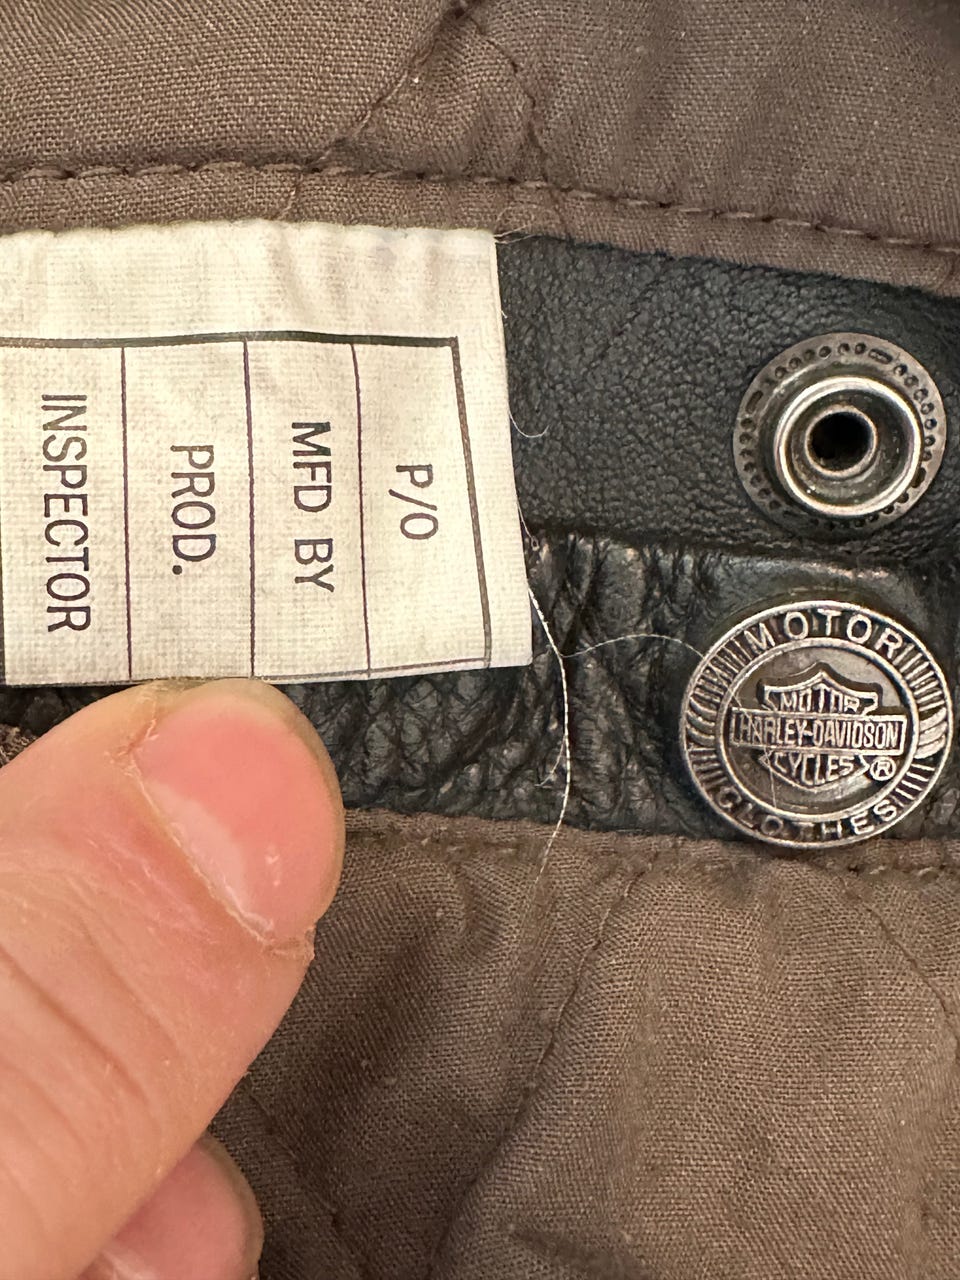 P/O
MFD BY
PROD.
INSPECTOR
MOTOR
MOTOR
HARLEY-DAVIDSON
CYCLES ®
CLOTHES